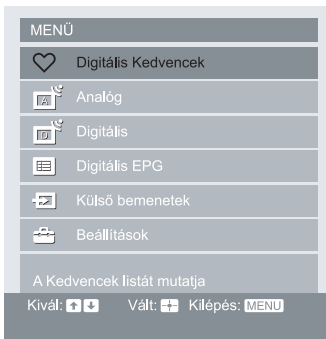 MENÜ
Digitális Kedvencek
Analóg
Digitális
Digitális EPG
Külső bemenetek
Beállítások
A Kedvencek listát mutatja
Kivál: Vált: Kilépés: MENU